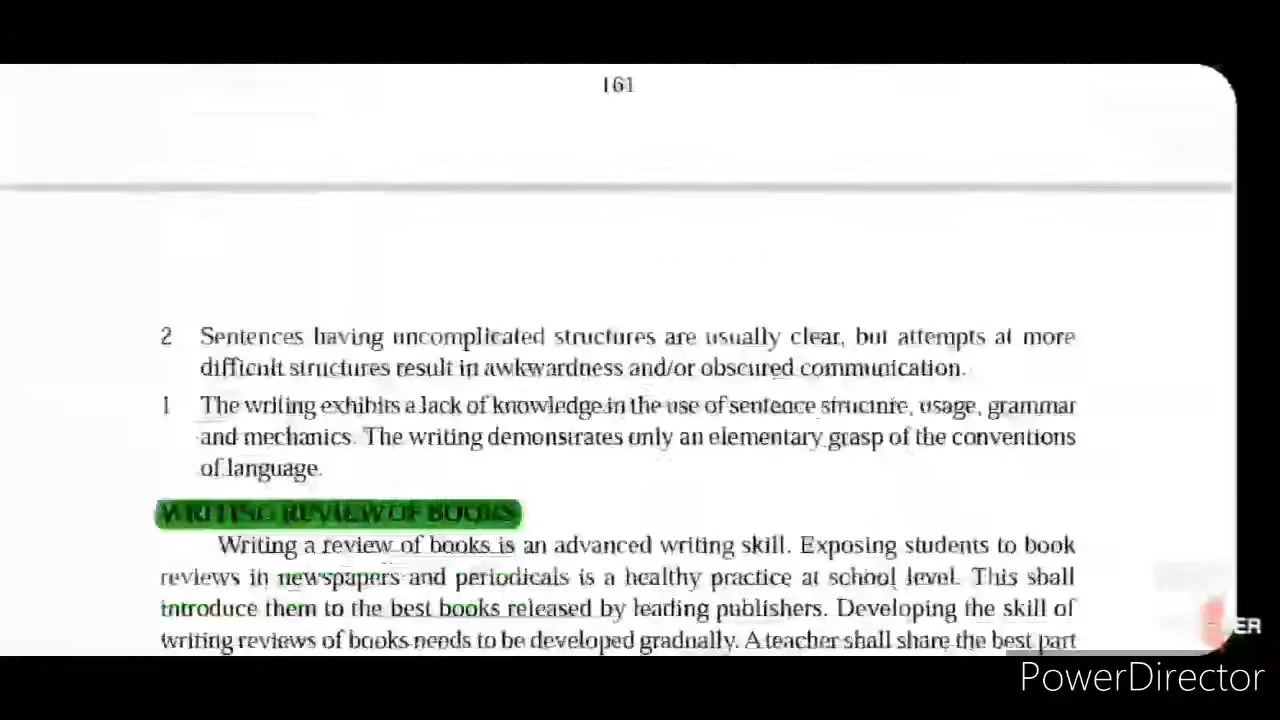 161
2 Sentences having uncomplicated structures are usually clear, but attempts at more
difficult structures result in awkwardness and/or obscured communication.
1 The writing exhibits a lack of knowledge in the use of sentence structure, usage, grammar
and mechanics. The writing demonstrates only an elementary grasp of the conventions
of language.
WRITING REVIEW OF BOOKS
Writing a review of books is an advanced writing skill. Exposing students to book
reviews in newspapers and periodicals is a healthy practice at school level. This shall
introduce them to the best books released by leading publishers. Developing the skill of
writing reviews of books needs to be developed gradually. A teacher shall share the best part
ER
PowerDirector